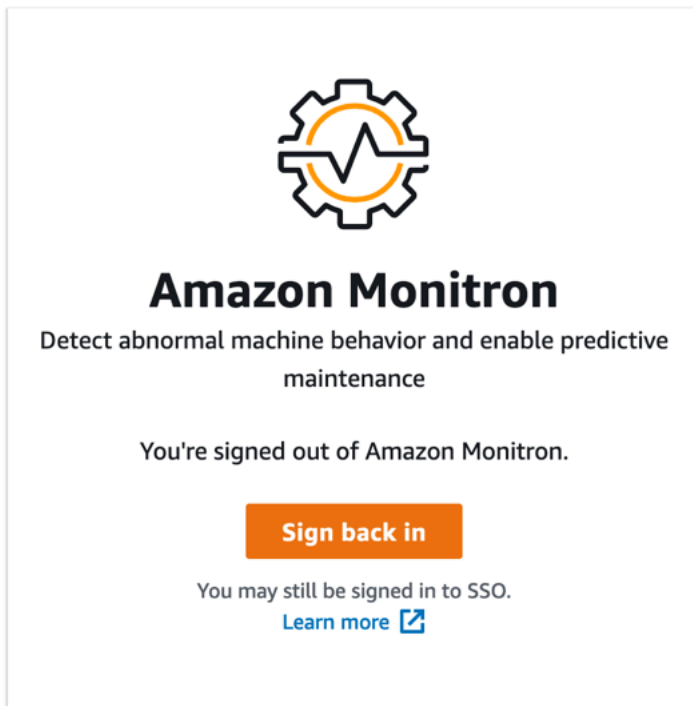 Amazon Monitron
Detect abnormal machine behavior and enable predictive
maintenance
You're signed out of Amazon Monitron.
Sign back in
You may still be signed in to SSO.
Learn more